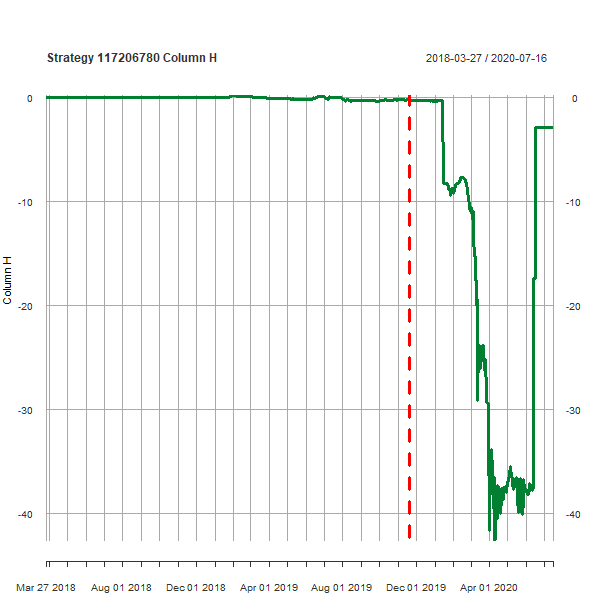 Strategy 117206780 Column H
2018-03-27 / 2020-07-16
0 0
-10 -10
-20 -20
-30 -30
-40 -40
Column H
Mar 27 2018 Aug 01 2018 Dec 01 2018 Apr 01 2019 Aug 01 2019 Dec 01 2019 Apr 01 2020